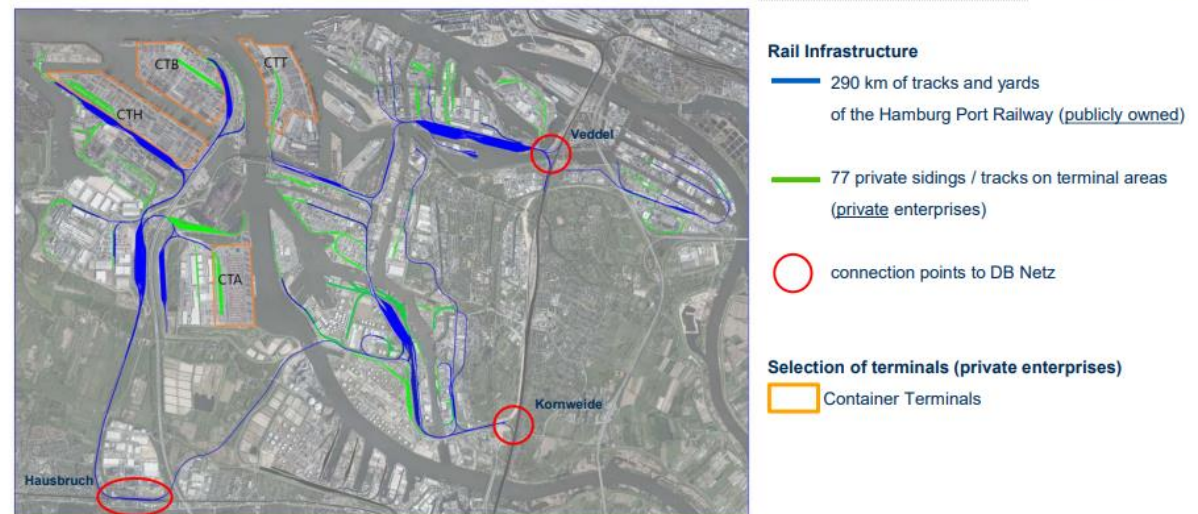 CTB
CTT
CTH
Veddel
CTA
Kornweide
Hausbruch
Rail Infrastructure
290 km of tracks and yards
of the Hamburg Port Railway (publicly owned)
77 private sidings / tracks on terminal areas
(private enterprises)
connection points to DB Netz
Selection of terminals (private enterprises)
Container Terminals